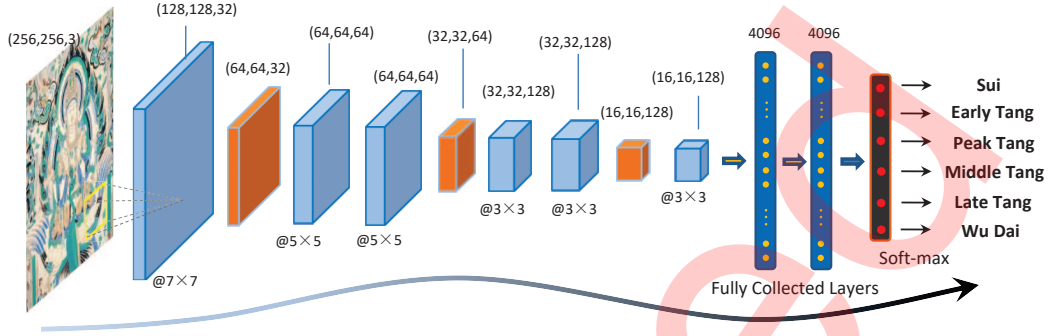 (256,256,3)
(128,128,32)
@7×7
(64,64,32)
(64,64,64)
@5×5
(64,64,64)
@5×5
(32,32,64)
(32,32,128)
@3×3
(32,32,128)
@3×3
(16,16,128)
(16,16,128)
@3×3
4096
4096
Fully Collected Layers
Soft-max
Sui
Early Tang
Peak Tang
Middle Tang
Late Tang
Wu Dai